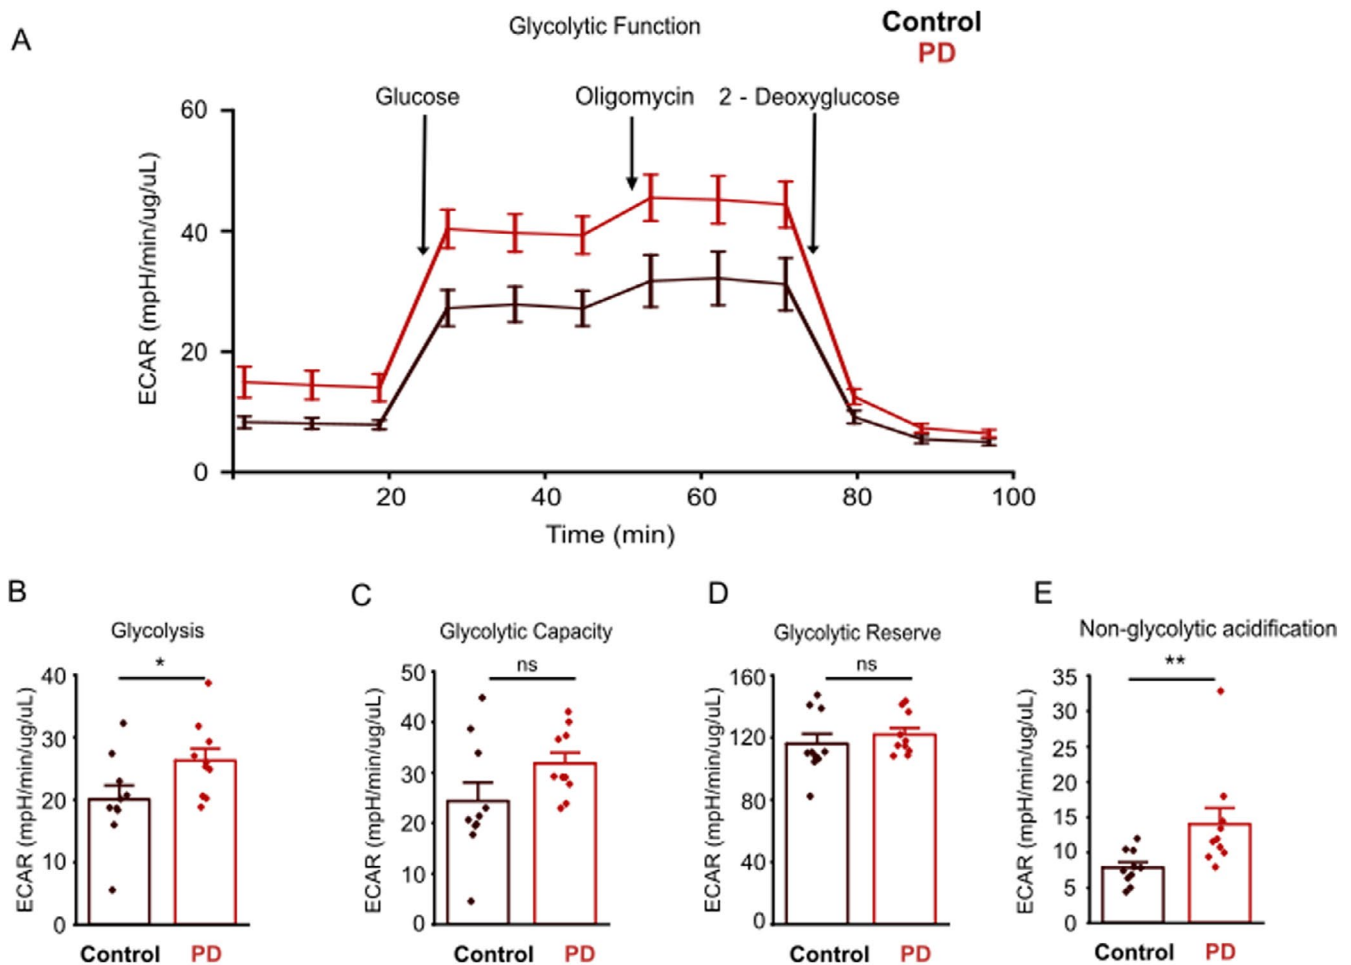 A
Glycolytic Function
Control
PD
Glucose
Oligomycin
2 - Deoxyglucose
ECAR (mpH/min/ug/uL)
60
40
20
0
20
40
60
80
100
Time (min)
B
Glycolysis
*
ECAR (mpH/min/ug/uL)
40
30
20
10
0
Control
PD
C
Glycolytic Capacity
ns
ECAR (mpH/min/ug/uL)
50
40
30
20
10
0
Control
PD
D
Glycolytic Reserve
ns
ECAR (mpH/min/ug/uL)
160
120
80
40
0
Control
PD
E
Non-glycolytic acidification
**
ECAR (mpH/min/ug/uL)
35
30
25
20
15
10
5
0
Control
PD